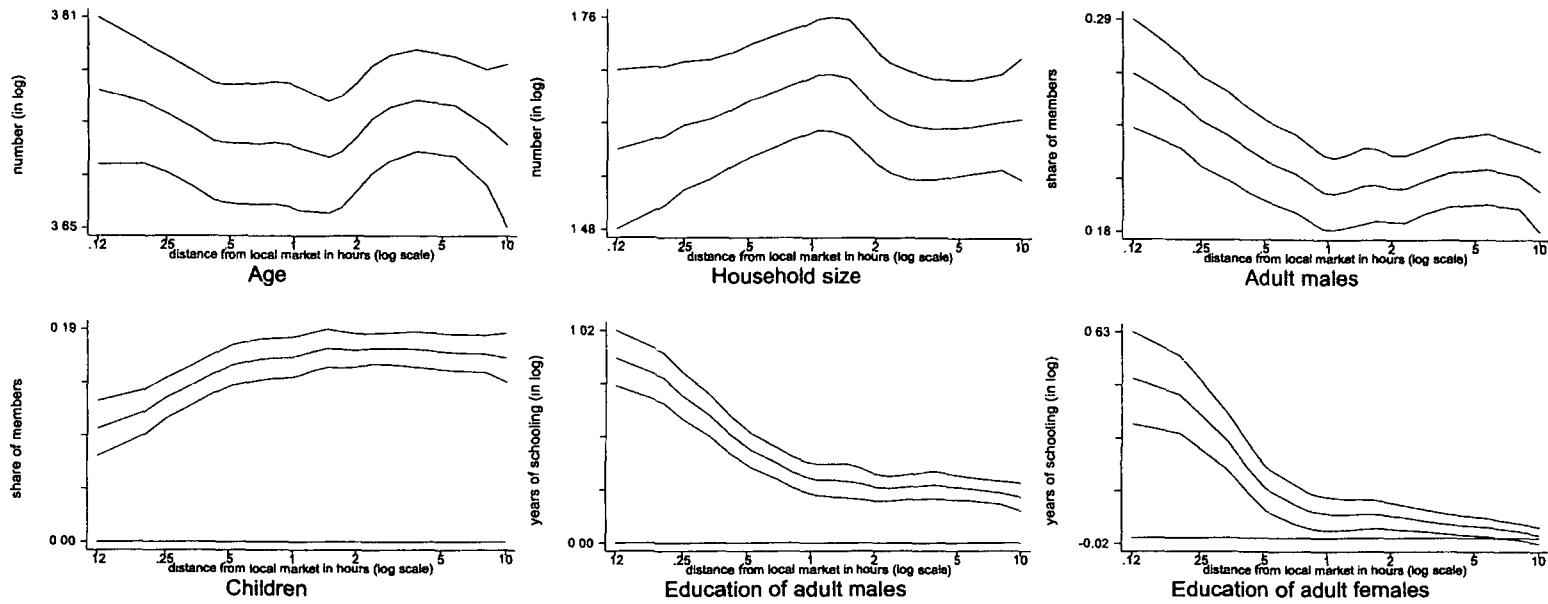 3 81
number (in log)
3 65
.12 .25 .5 1 2 5 10
distance from local market in hours (log scale)
Age
1 76
number (in log)
1 48
.12 .25 .5 1 2 5 10
distance from local market in hours (log scale)
Household size
0.29
share of members
0.18
.12 .25 .5 1 2 5 10
distance from local market in hours (log scale)
Adult males
0 19
share of members
0 00
12 .25 .5 1 2 5 10
distance from local market in hours (log scale)
Children
1 02
years of schooling (in log)
0 00
12 .25 .5 1 2 5 10
distance from local market in hours (log scale)
Education of adult males
0 63
years of schooling (in log)
-0.02
.12 .25 .5 1 2 5 10
distance from local market in hours (log scale)
Education of adult females